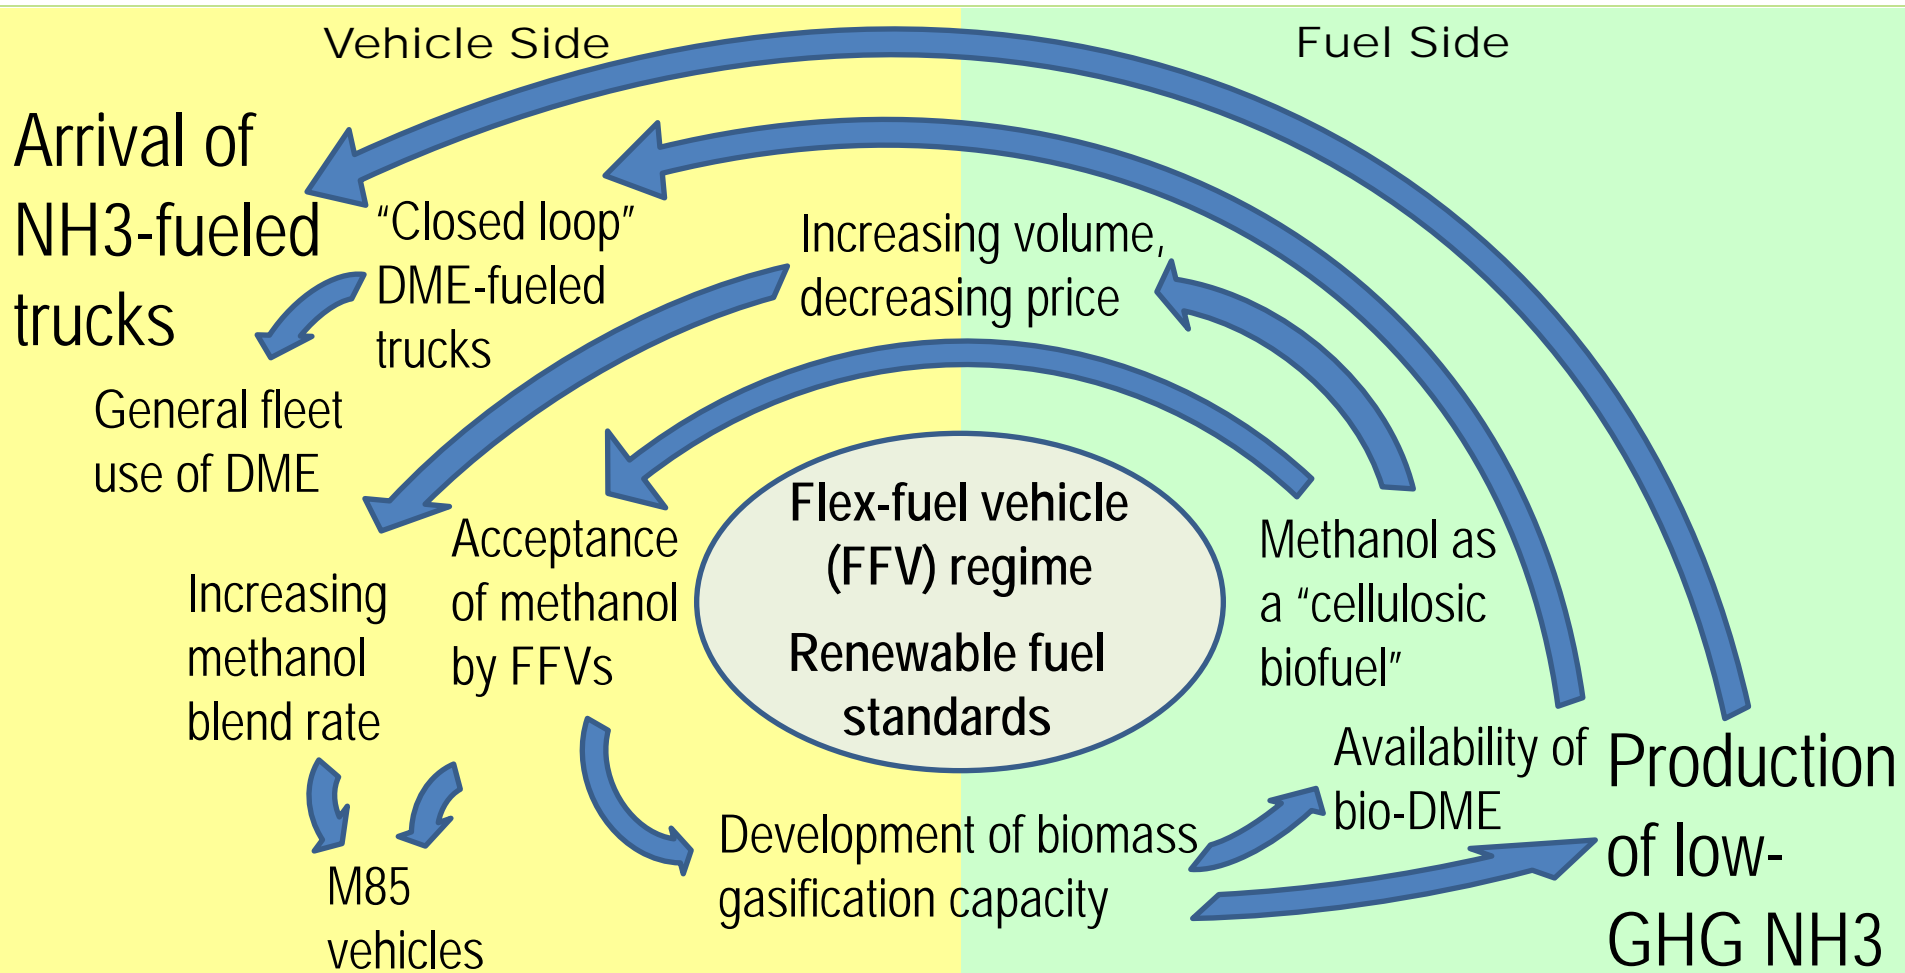 Vehicle Side
Fuel Side
Arrival of
NH3-fueled
trucks
“Closed loop”
DME-fueled
trucks
Increasing volume,
decreasing price
General fleet
use of DME
Flex-fuel vehicle
(FFV) regime
Renewable fuel
standards
Acceptance
of methanol
by FFVs
Methanol as
a “cellulosic
biofuel”
Increasing
methanol
blend rate
Availability of
bio-DME
Production
of low-
GHG NH3
Development of biomass
gasification capacity
M85
vehicles